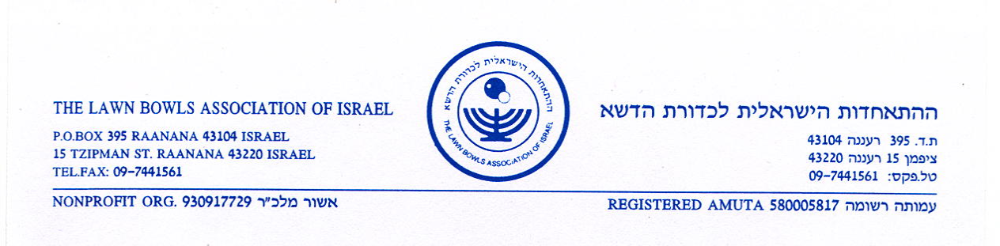 THE LAWN BOWLS ASSOCIATION OF ISRAEL
P.O.BOX 395 RAANANA 43104 ISRAEL
15 TZIPMAN ST. RAANANA 43220 ISRAEL
TEL.FAX: 09-7441561
ההתאחדות הישראלית לכדורת הדשא
THE LAWN BOWLS ASSOCIATION OF ISRAEL
ההתאחדות הישראלית לכדורת הדשא
ת.ד. 395 רעננה 43104
ציפמן 15 רעננה 43220
טל.פקס: 09-7441561
NONPROFIT ORG. 930917729 אשור מלכ״ר
REGISTERED AMUTA 580005817 עמותה רשומה